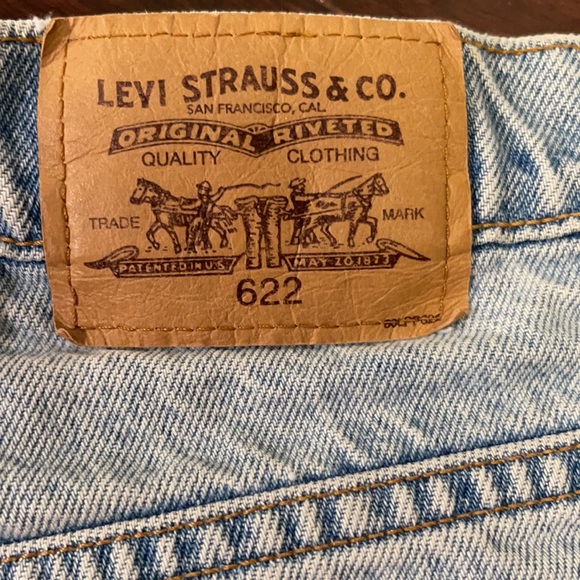 LEVI STRAUSS & CO.
SAN FRANCISCO, CAL.
ORIGINAL RIVETED
QUALITY CLOTHING
TRADE MARK
PATENTED IN U.S. MAY 20, 1873
622